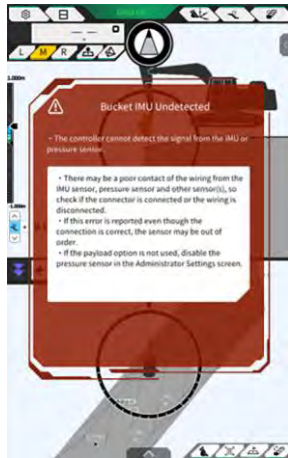 L M R
1.000m
Bucket IMU Undetected
・The controller cannot detect the signal from the IMU or
pressure sensor.
・There may be a poor contact of the wiring from the
IMU sensor, pressure sensor and other sensor(s), so
check if the connector is connected or the wiring is
disconnected.
・If this error is reported even though the
connection is correct, the sensor may be out of
order.
・If the payload option is not used, disable the
pressure sensor in the Administrator Settings screen.
-1.000m